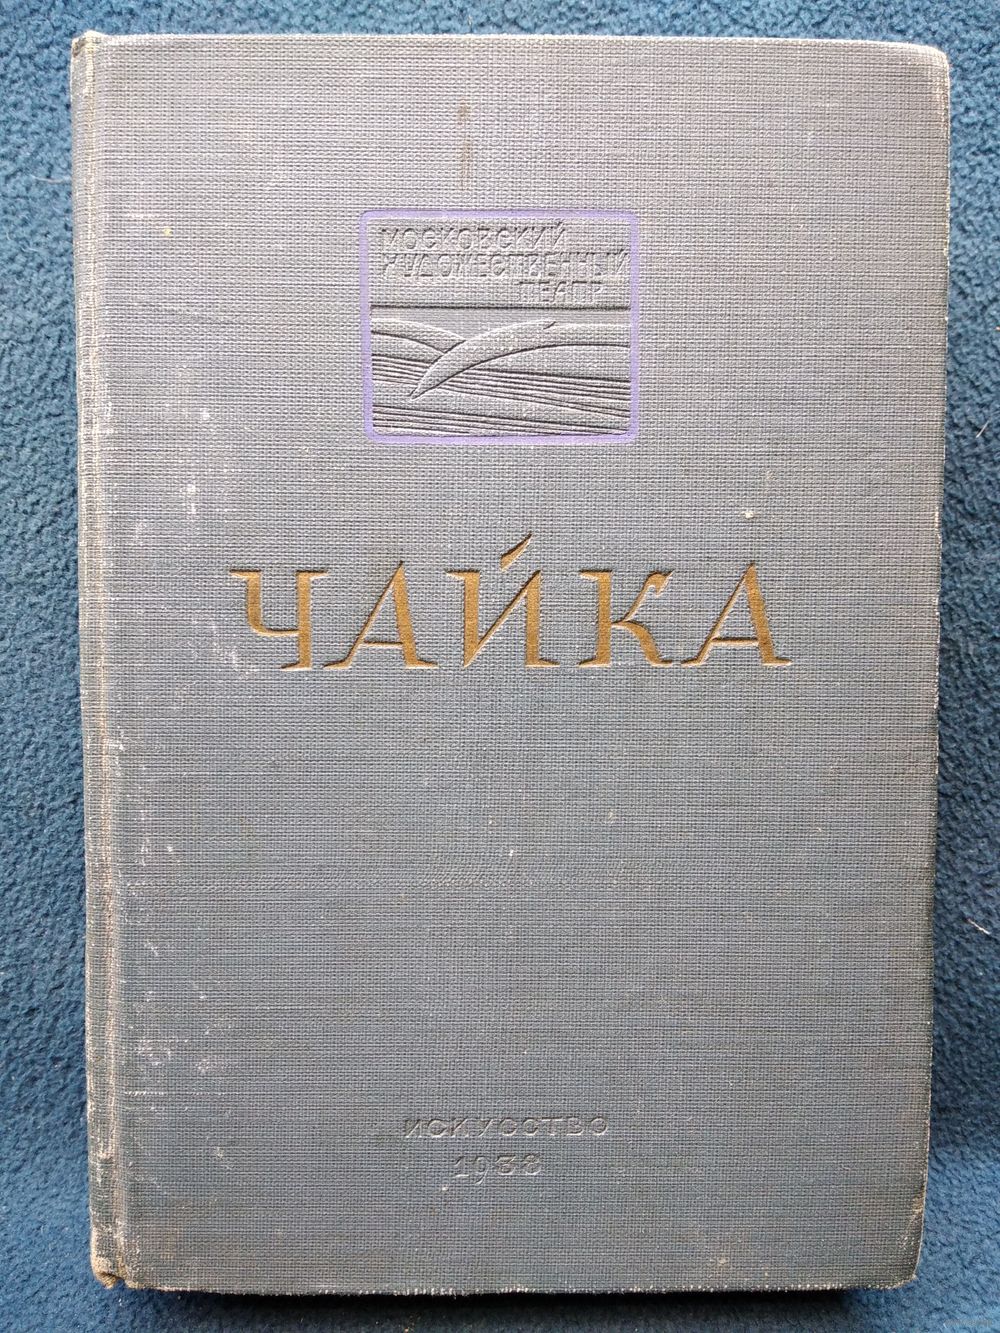 МОСКОВСКИЙ
ХУДОЖЕСТВЕННЫЙ
ТЕАТР
ЧАЙКА
ИСКУССТВО
1938